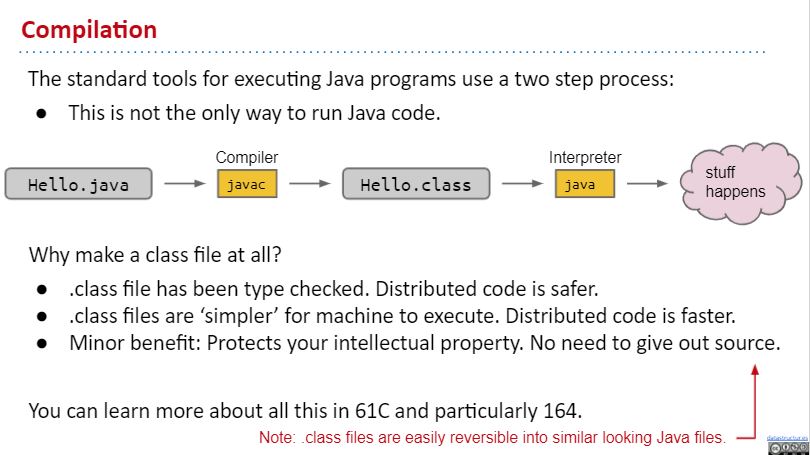 Compilation
The standard tools for executing Java programs use a two step process:
● This is not the only way to run Java code.
Compiler
Interpreter
Hello.java
javac
Hello.class
java
stuff
happens
Why make a class file at all?
● .class file has been type checked. Distributed code is safer.
● .class files are ‘simpler’ for machine to execute. Distributed code is faster.
● Minor benefit: Protects your intellectual property. No need to give out source.
You can learn more about all this in 61C and particularly 164.
Note: .class files are easily reversible into similar looking Java files.
datastructur.es